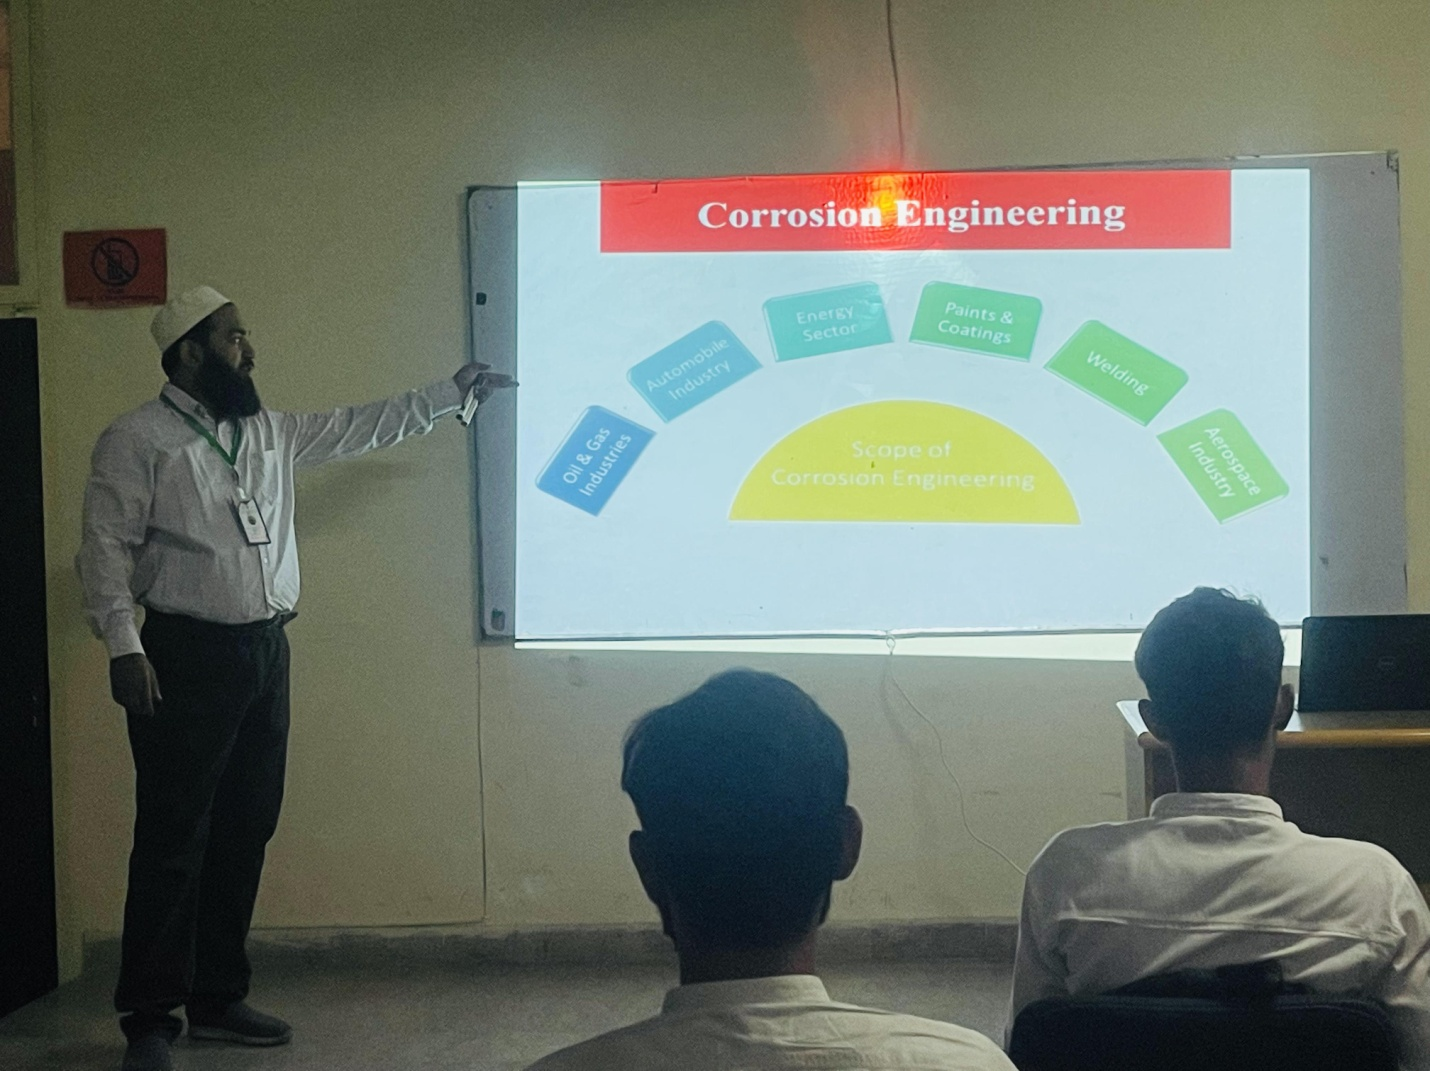 Corrosion Engineering
Oil & Gas
Industries
Automobile
Industry
Energy
Sector
Paints &
Coatings
Welding
Aerospace
Industry
Scope of
Corrosion Engineering